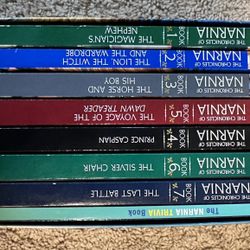 THE CHRONICLES OF
NARNIA
BOOK
1
THE MAGICIAN'S
NEPHEW
THE CHRONICLES OF
NARNIA
BOOK
2
THE LION, THE WITCH
AND THE WARDROBE
THE CHRONICLES OF
NARNIA
BOOK
3
THE HORSE AND
HIS BOY
THE CHRONICLES OF
NARNIA
BOOK
5
THE VOYAGE OF THE
DAWN TREADER
THE CHRONICLES OF
NARNIA
BOOK
4
PRINCE CASPIAN
THE CHRONICLES OF
NARNIA
BOOK
6
THE SILVER CHAIR
THE CHRONICLES OF
NARNIA
BOOK
THE LAST BATTLE
The NARNIA TRIVIA Book